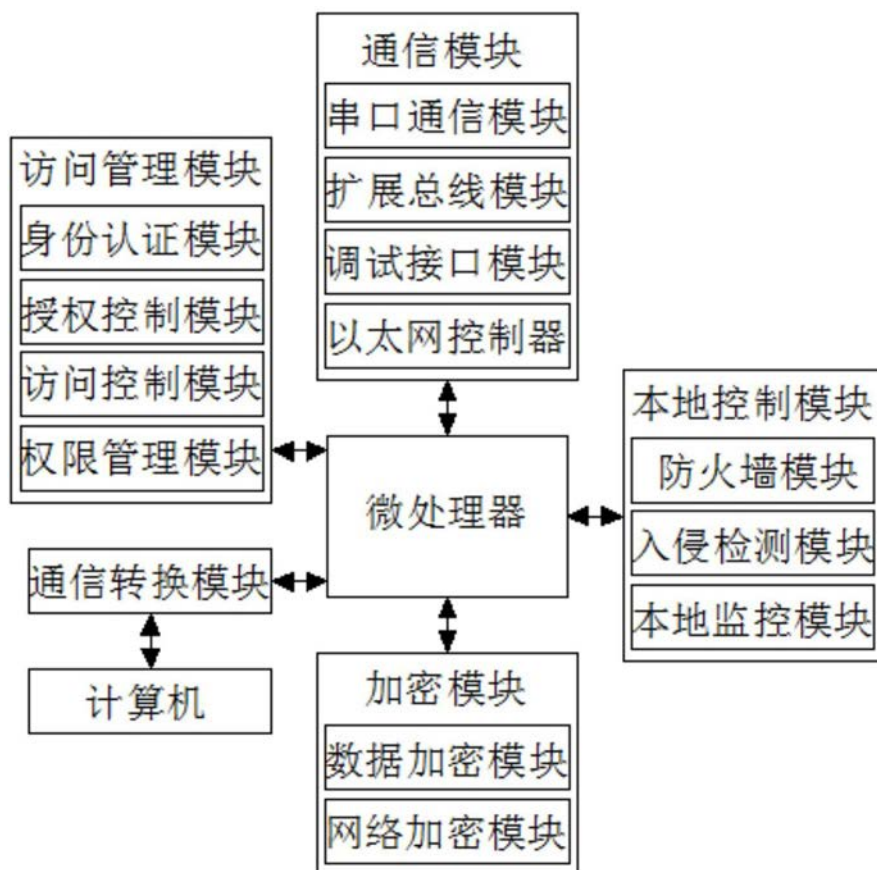 通信模块
串口通信模块
扩展总线模块
调试接口模块
以太网控制器
访问管理模块
身份认证模块
授权控制模块
访问控制模块
权限管理模块
微处理器
本地控制模块
防火墙模块
入侵检测模块
本地监控模块
通信转换模块
计算机
加密模块
数据加密模块
网络加密模块